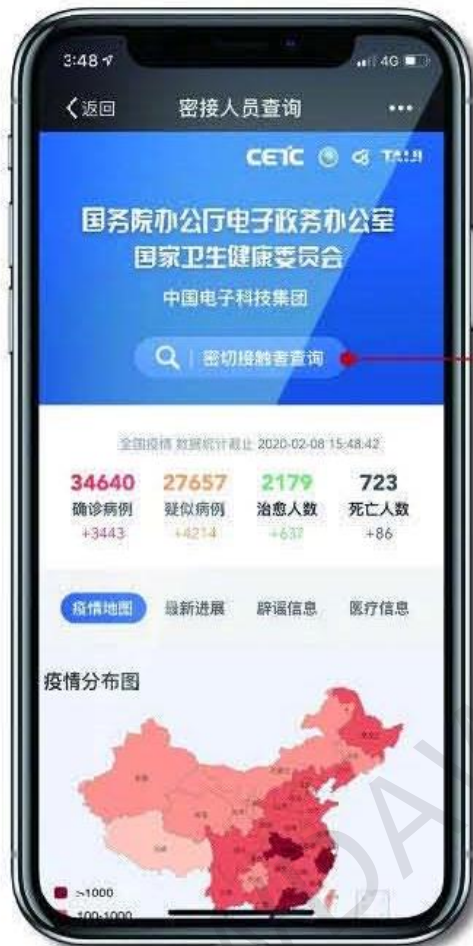 3:48
4G
返回
密接人员查询
CETC
TAIJI
国务院办公厅电子政务办公室
国家卫生健康委员会
中国电子科技集团
密切接触者查询
全国疫情 数据统计截止 2020-02-08 15:48:42
34640 27657 2179 723
确诊病例 疑似病例 治愈人数 死亡人数
+3443 +4214 +637 +86
疫情地图 最新进展 辟谣信息 医疗信息
疫情分布图
>1000
100-1000